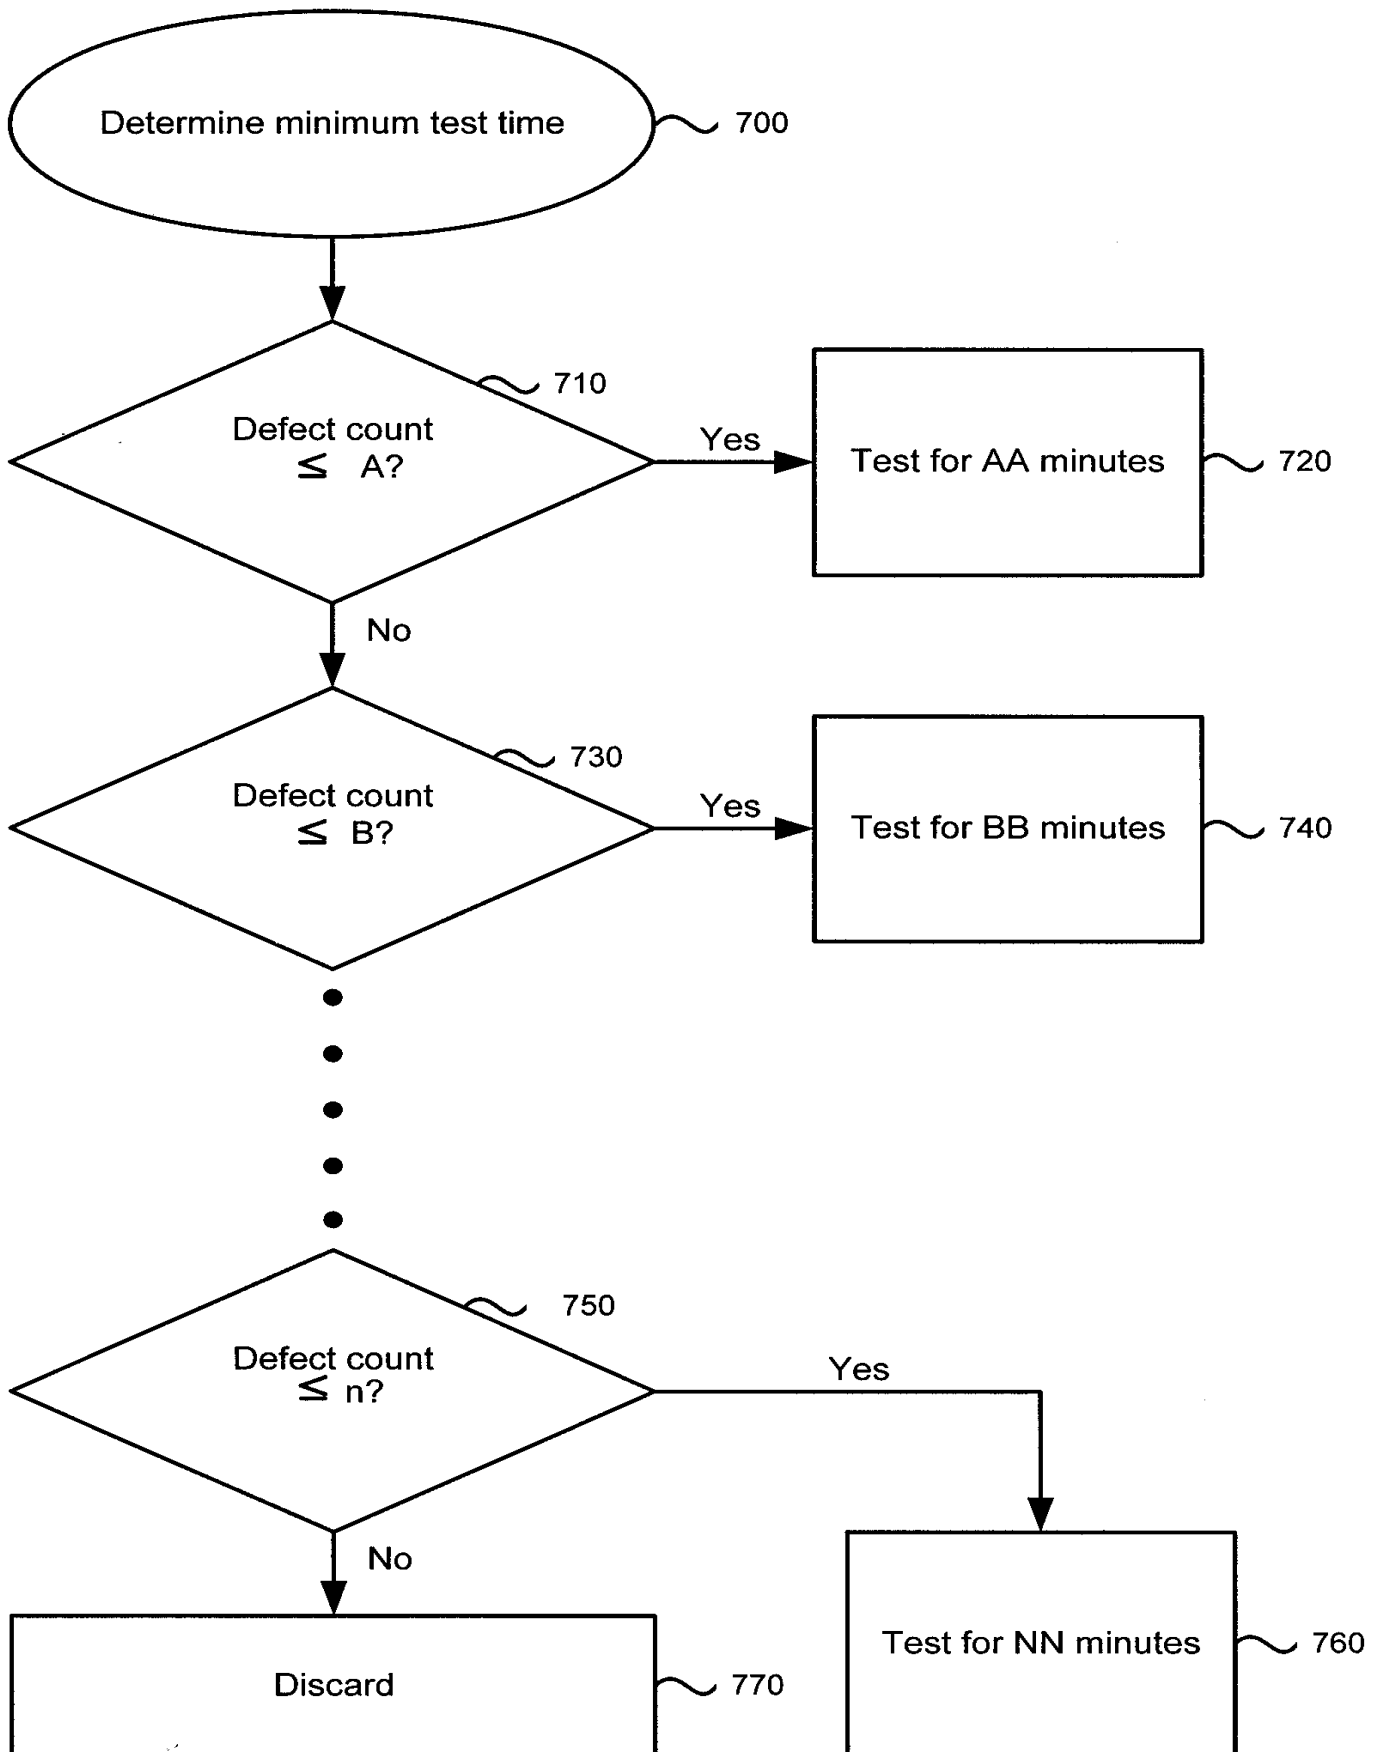 Determine minimum test time
700
710
Defect count
≤ A?
Yes
Test for AA minutes
720
No
730
Defect count
≤ B?
Yes
Test for BB minutes
740
750
Defect count
≤ n?
Yes
No
Test for NN minutes
760
Discard
770